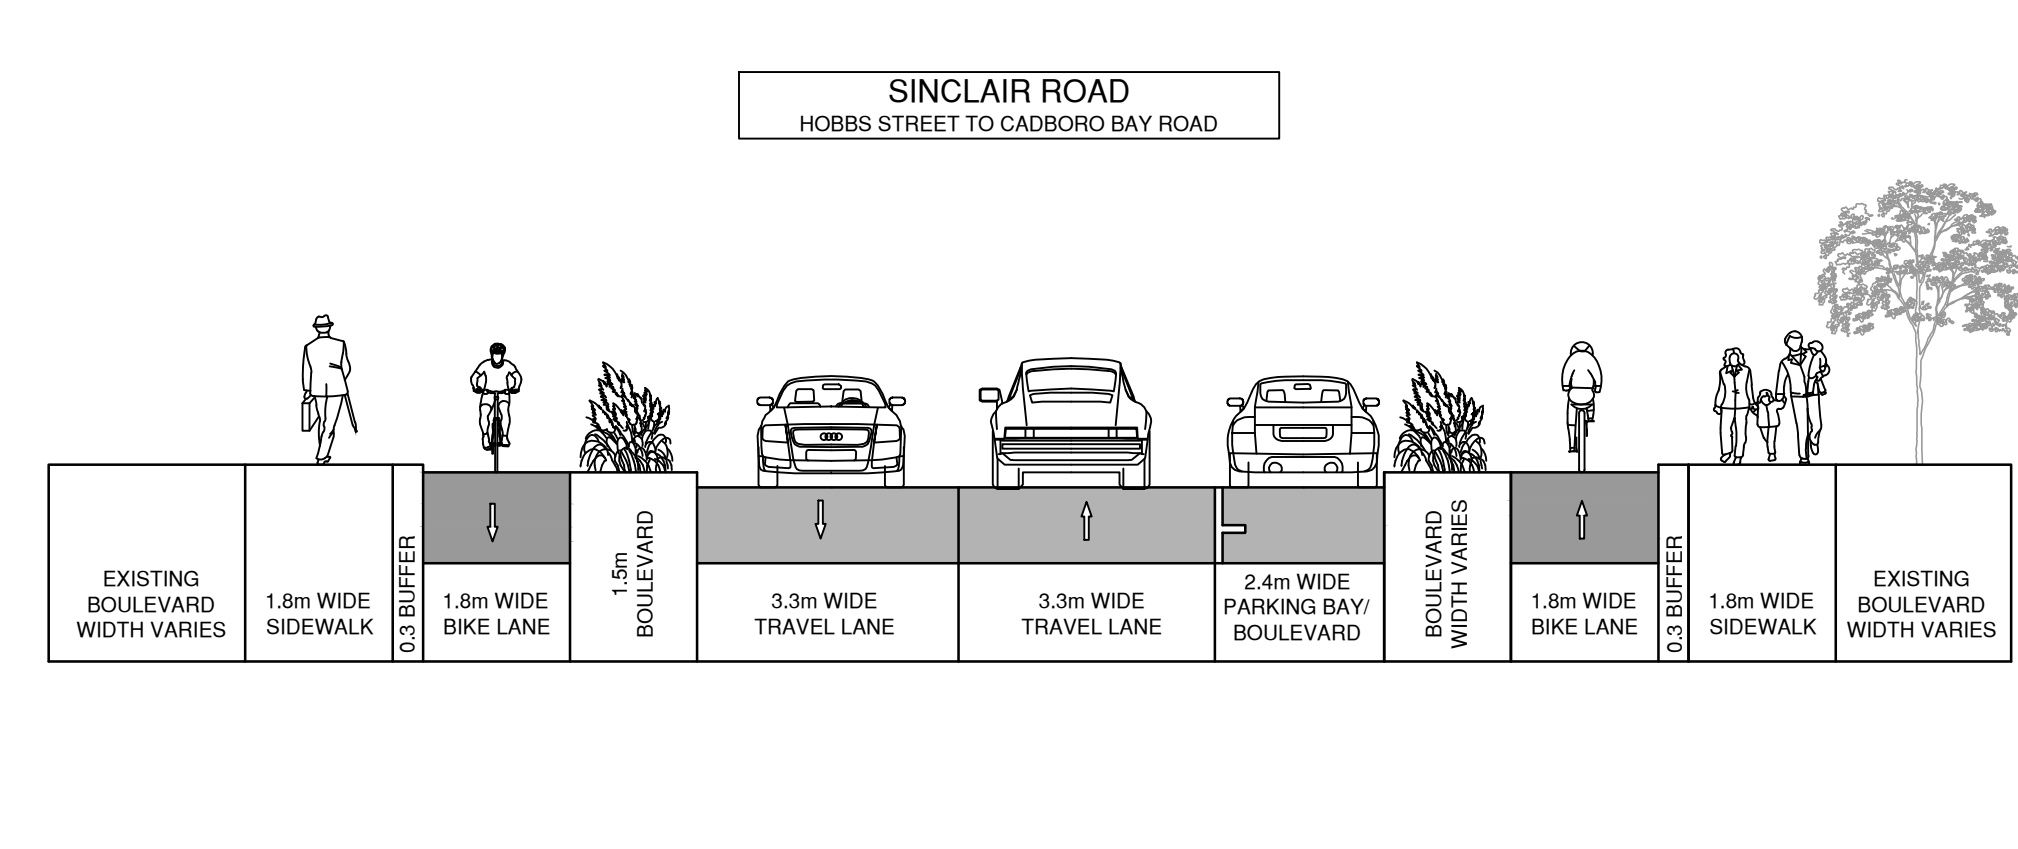 SINCLAIR ROAD
HOBBS STREET TO CADBORO BAY ROAD
EXISTING
BOULEVARD
WIDTH VARIES
1.8m WIDE
SIDEWALK
0.3 BUFFER
1.8m WIDE
BIKE LANE
1.5m
BOULEVARD
3.3m WIDE
TRAVEL LANE
3.3m WIDE
TRAVEL LANE
2.4m WIDE
PARKING BAY/
BOULEVARD
BOULEVARD
WIDTH VARIES
1.8m WIDE
BIKE LANE
0.3 BUFFER
1.8m WIDE
SIDEWALK
EXISTING
BOULEVARD
WIDTH VARIES